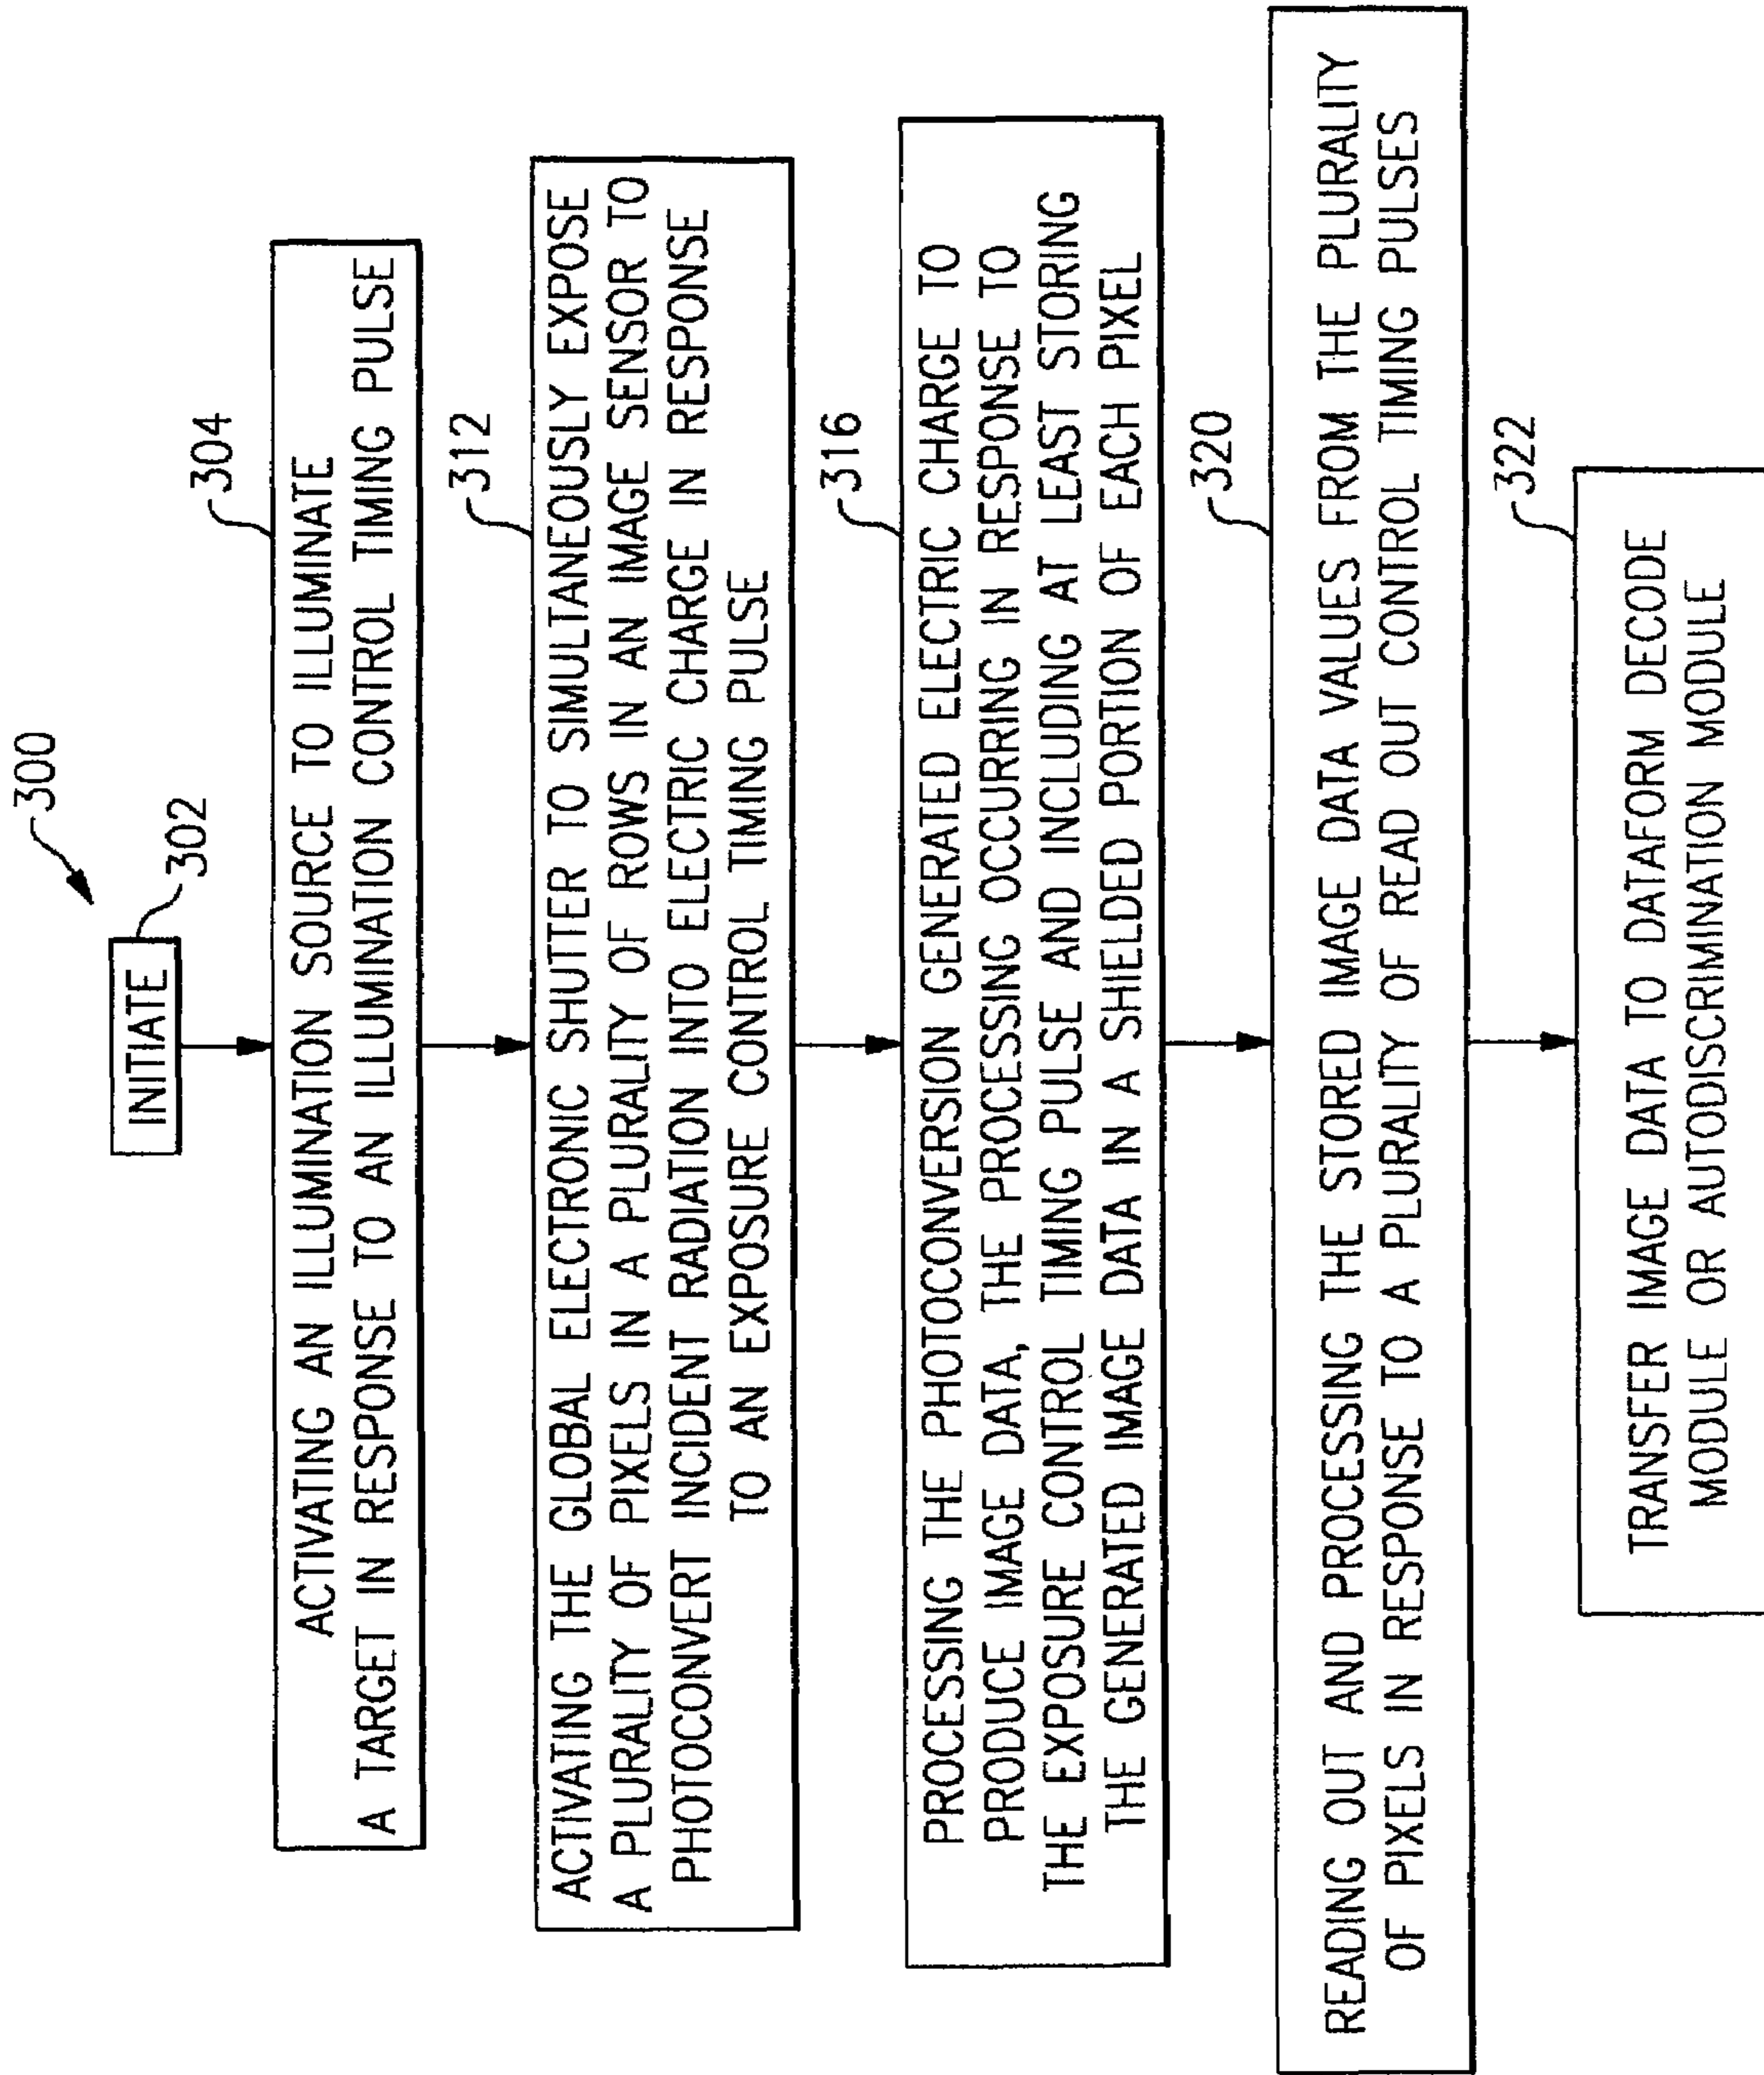 300
INITIATE
302
304
ACTIVATING AN ILLUMINATION SOURCE TO ILLUMINATE
A TARGET IN RESPONSE TO AN ILLUMINATION CONTROL TIMING PULSE
312
ACTIVATING THE GLOBAL ELECTRONIC SHUTTER TO SIMULTANEOUSLY EXPOSE
A PLURALITY OF PIXELS IN A PLURALITY OF ROWS IN AN IMAGE SENSOR TO
PHOTOCONVERT INCIDENT RADIATION INTO ELECTRIC CHARGE IN RESPONSE
TO AN EXPOSURE CONTROL TIMING PULSE
316
PROCESSING THE PHOTOCONVERSION GENERATED ELECTRIC CHARGE TO
PRODUCE IMAGE DATA, THE PROCESSING OCCURRING IN RESPONSE TO
THE EXPOSURE CONTROL TIMING PULSE AND INCLUDING AT LEAST STORING
THE GENERATED IMAGE DATA IN A SHIELDED PORTION OF EACH PIXEL
320
READING OUT AND PROCESSING THE STORED IMAGE DATA VALUES FROM THE PLURALITY
OF PIXELS IN RESPONSE TO A PLURALITY OF READ OUT CONTROL TIMING PULSES
322
TRANSFER IMAGE DATA TO DATAFORM DECODE
MODULE OR AUTODISCRIMINATION MODULE